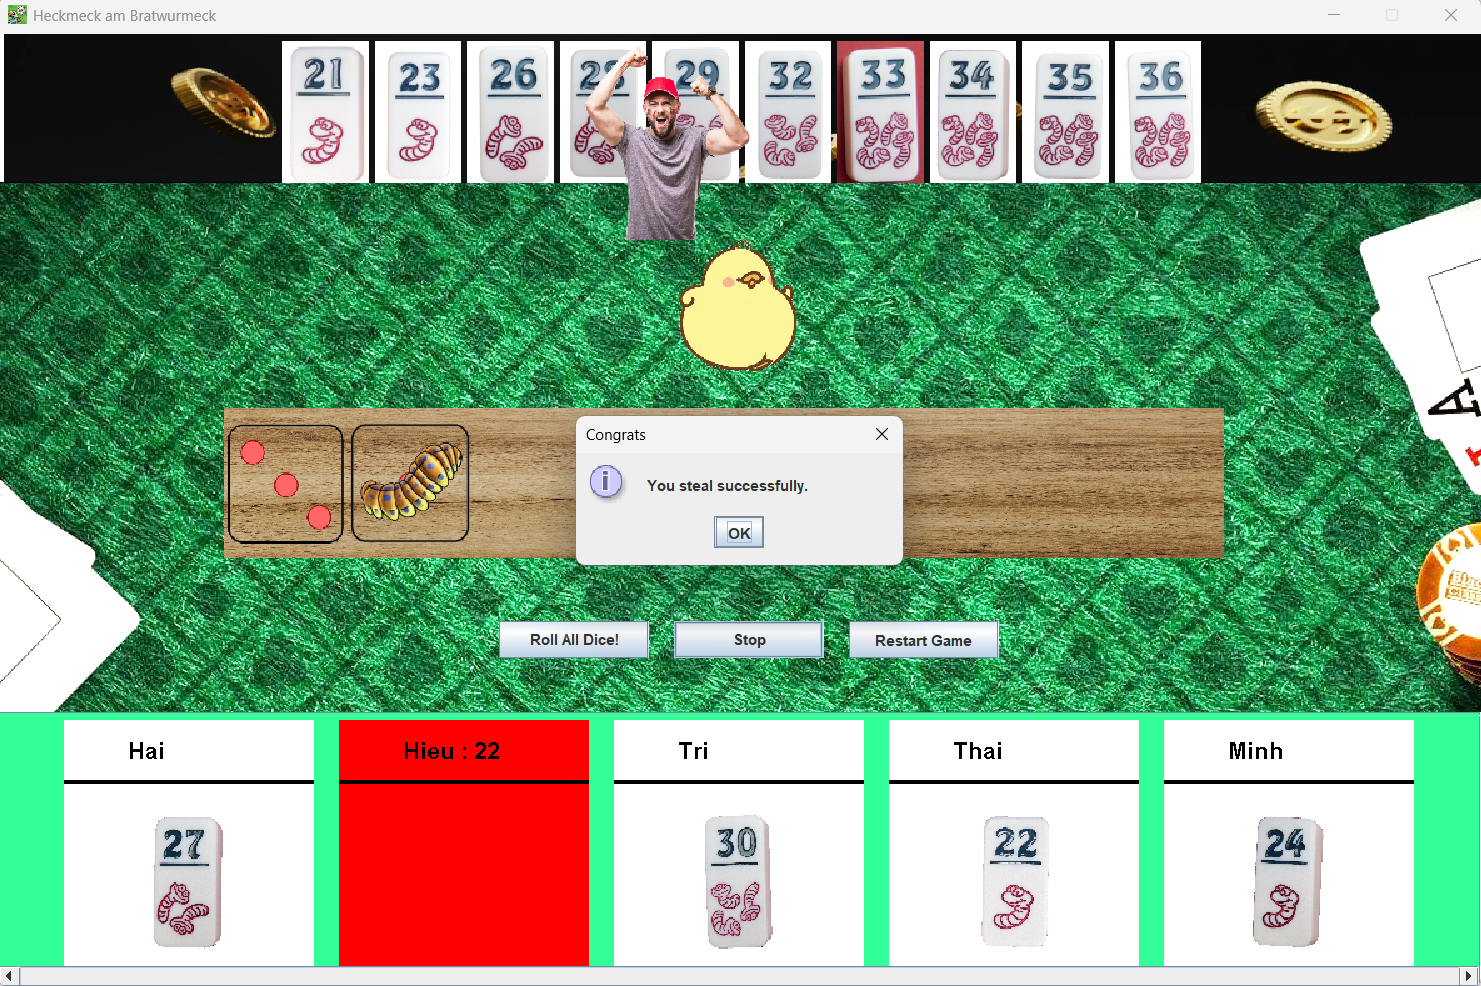 Heckmeck am Bratwurmeck
21 23 26 28 29 32 33 34 35 36
A
Congrats
You steal successfully.
OK
Roll All Dice! Stop Restart Game
Hai Hieu : 22 Tri Thai Minh
27 30 22 24